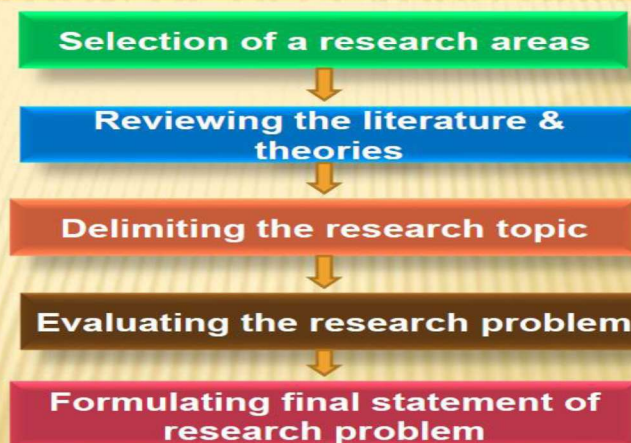 Selection of a research areas
Reviewing the literature &
theories
Delimiting the research topic
Evaluating the research problem
Formulating final statement of
research problem